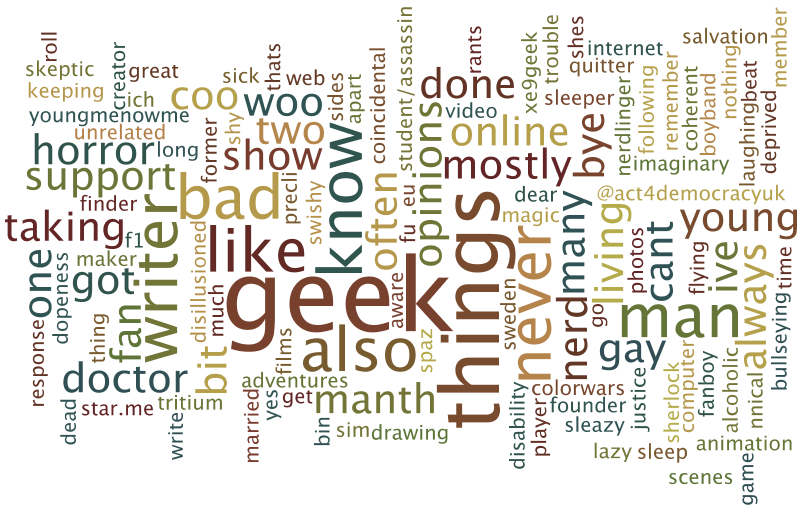 roll
skeptic
creator
great
keeping
cich
youngmenowme
unrelated
long
horror
support
finder
taking
f1
maker
one
got
dopeness
thing
response
doctor
dead
star.me
tritium
write
writer
fan
coo
sick
thats
web
sides
apart
coincidental
student/assassin
woo
two
shy
former
show
bad
precli
swishy
know
often
like
disillusioned
much
geek
bit
films
also
adventures
married
yes
get
manth
bin
sim
drawing
rants
done
video
opinions
online
mostly
fu
eu
aware
spaz
things
xe9geek
trouble
shes
internet
quitter
sleeper
bye
nerdlinger
following
remember
coherent
boyband
nothing
salvation
member
laughingbeat
deprived
imaginary
dear
magic
many
@act4democracyuk
living
young
never
sweden
nerd
go
photos
cant
flying
ive
time
man
always
bullseying
gay
disability
colorwars
player
founder
sleazy
justice
sherlock
computer
fanboy
alcoholic
nnical
lazy
sleep
animation
scenes
game